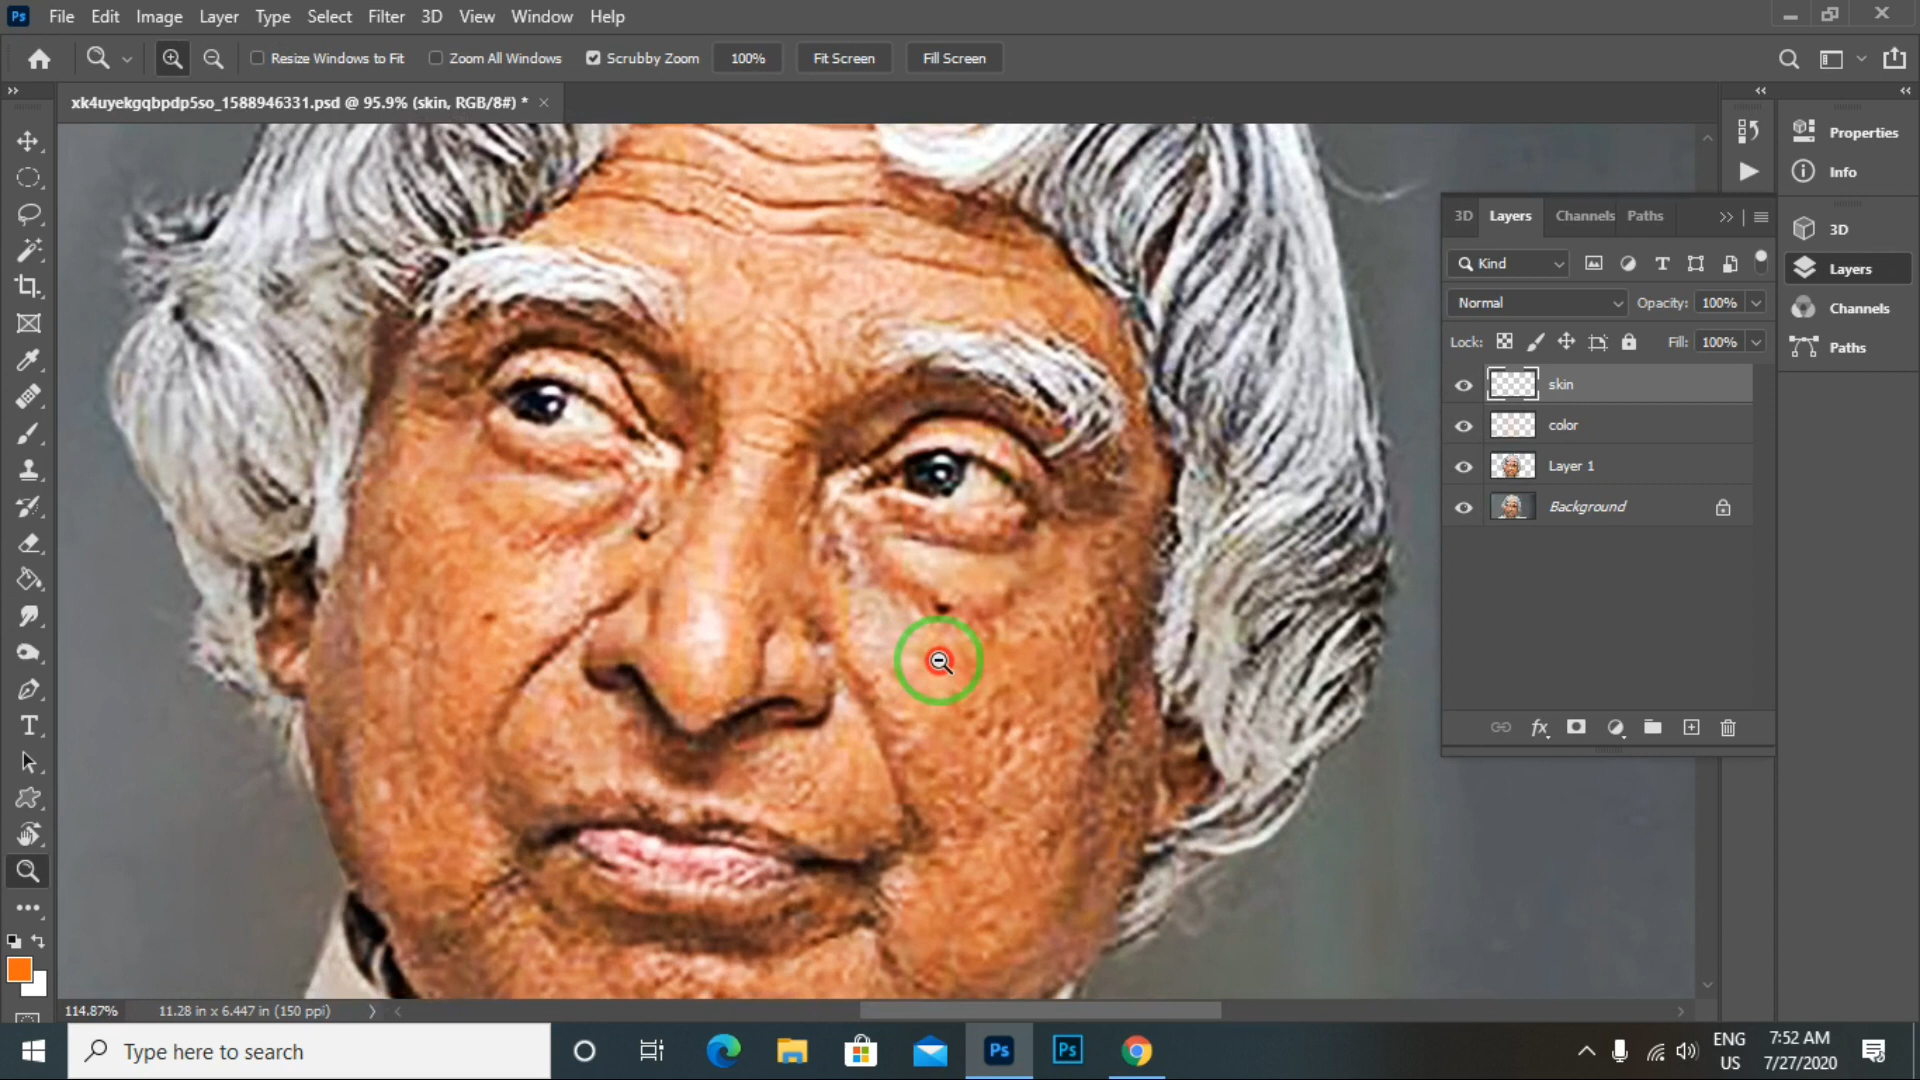 Ps File Edit Image Layer Type Select Filter 3D View Window Help
Resize Windows to Fit Zoom All Windows Scrubby Zoom 100% Fit Screen Fill Screen
xk4uyekgqbpdp5so_1588946331.psd @ 95.9% (skin, RGB/8#) *
Properties
Info
3D
Layers
Channels
Paths
3D Layers Channels Paths
Kind
Normal Opacity: 100%
Lock: Fill: 100%
skin
color
Layer 1
Background
fx
T
114.87% 11.28 in x 6.447 in (150 ppi)
Type here to search
Ps
Ps
ENG
US
7:52 AM
7/27/2020